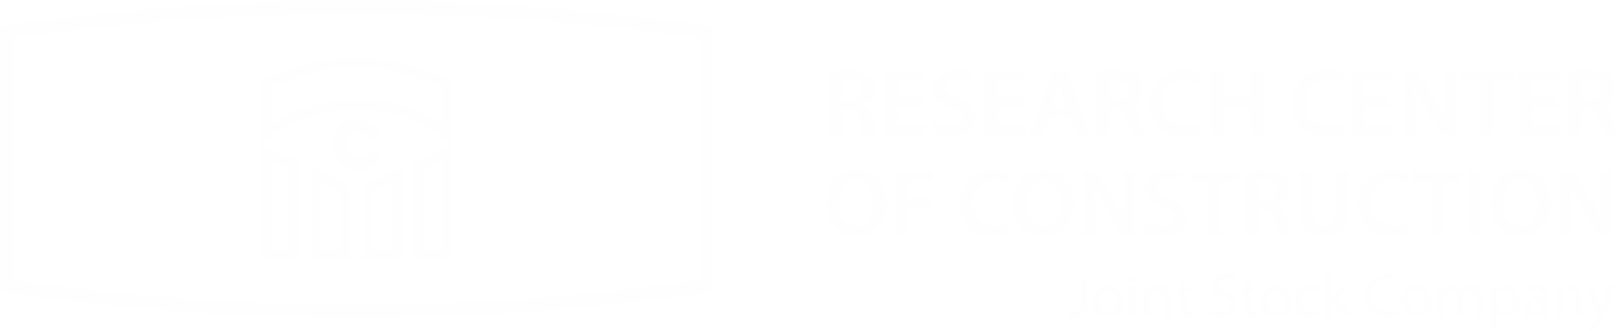 RESEARCH CENTER
OF CONSTRUCTION
Joint Stock Company